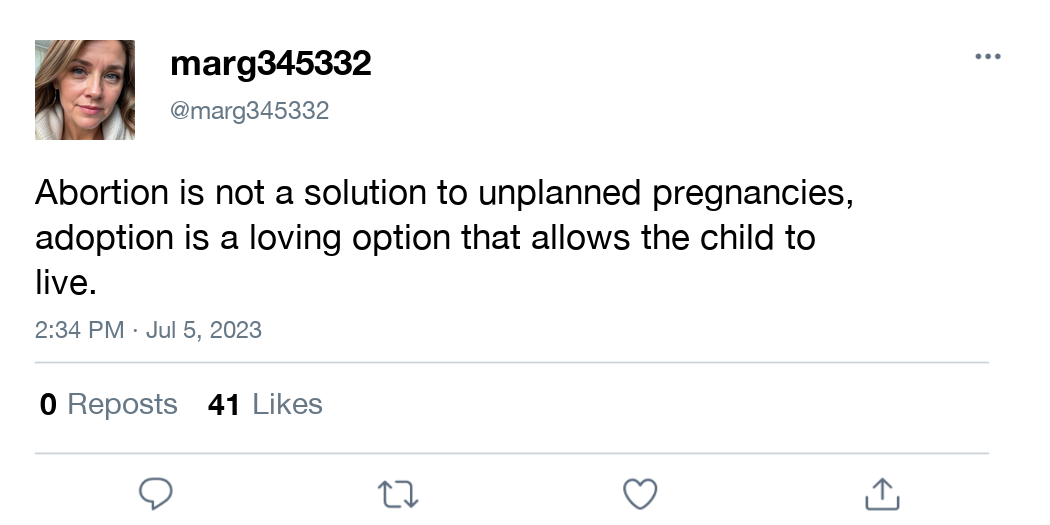 marg345332
@marg345332
Abortion is not a solution to unplanned pregnancies,
adoption is a loving option that allows the child to
live.
2:34 PM · Jul 5, 2023
0 Reposts 41 Likes